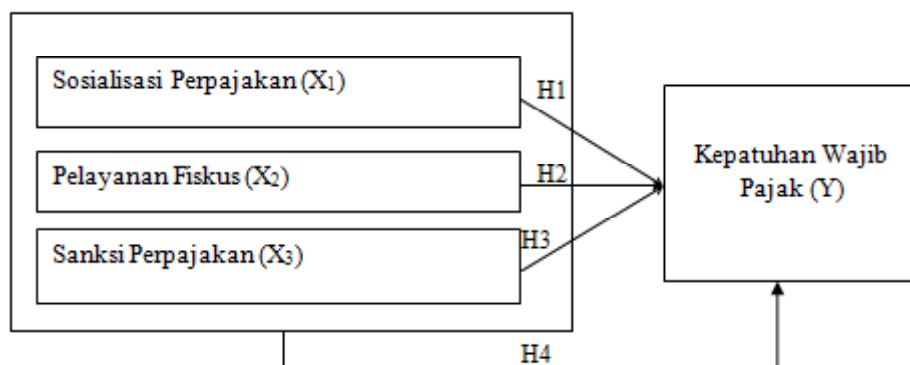 Sosialisasi Perpajakan (X1)
H1
Pelayanan Fiskus (X2)
H2
Sanksi Perpajakan (X3)
H3
Kepatuhan Wajib
Pajak (Y)
H4